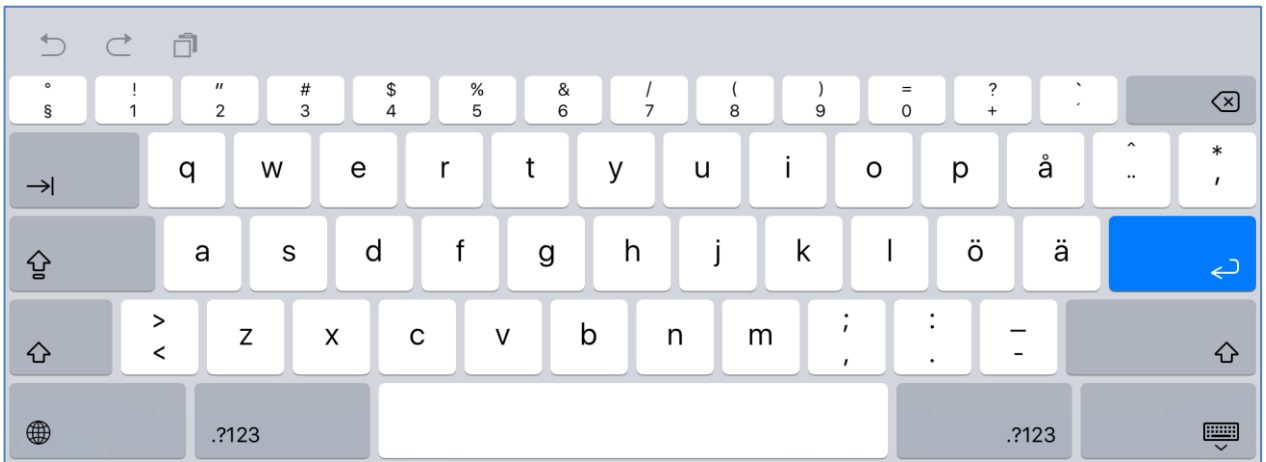 ° ! " # $ % & / ( ) = ? `
§ 1 2 3 4 5 6 7 8 9 0 + ´
q w e r t y u i o p å ^ *
¨ '
a s d f g h j k l ö ä
> z x c v b n m ; : _
< , . -
.?123 .?123